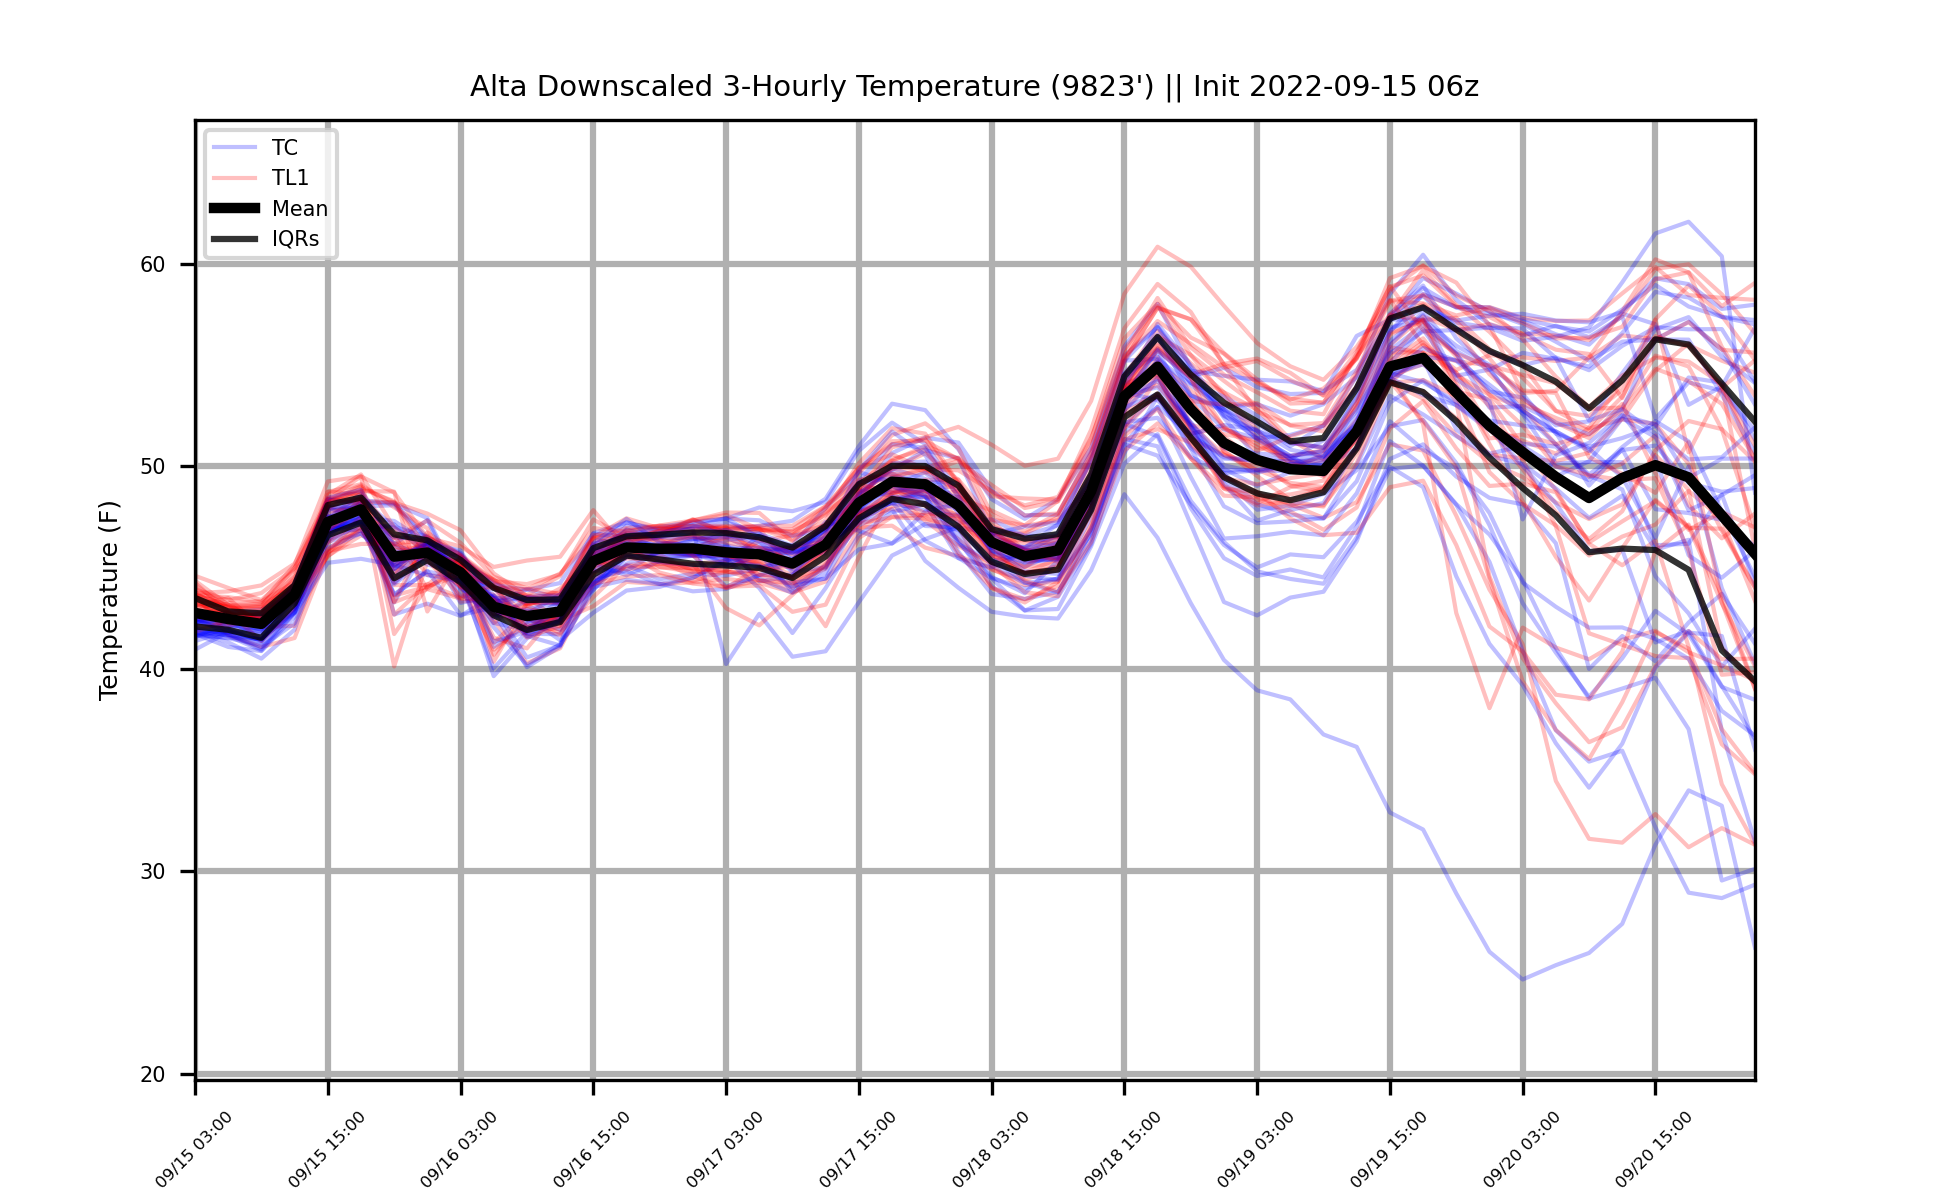 Alta Downscaled 3-Hourly Temperature (9823') || Init 2022-09-15 06z
TC
TL1
Mean
IQRs
Temperature (F)
60
50
40
30
20
09/15 03:00
09/15 15:00
09/16 03:00
09/16 15:00
09/17 03:00
09/17 15:00
09/18 03:00
09/18 15:00
09/19 03:00
09/19 15:00
09/20 03:00
09/20 15:00